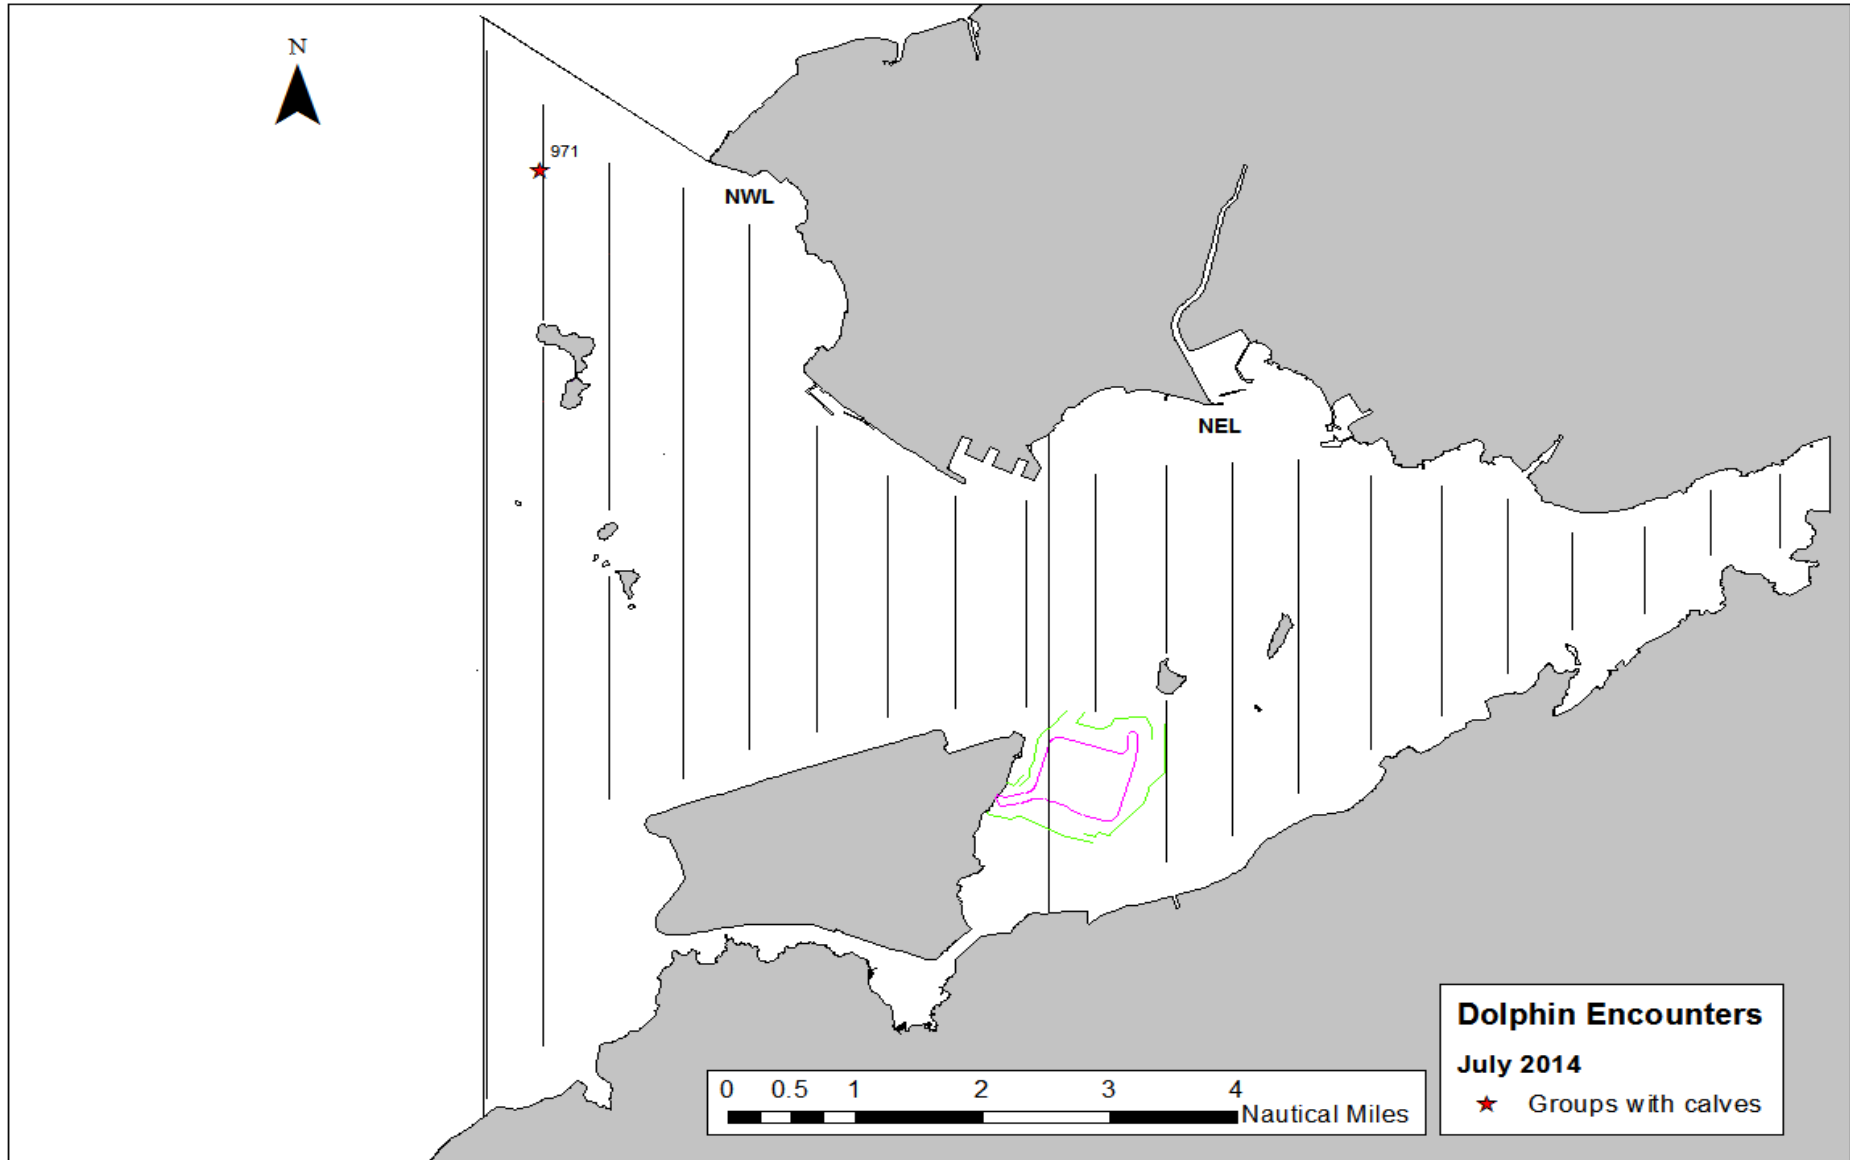 N
971
NWL
NEL
Dolphin Encounters
July 2014
Groups with calves
0 0.5 1 2 3 4
Nautical Miles